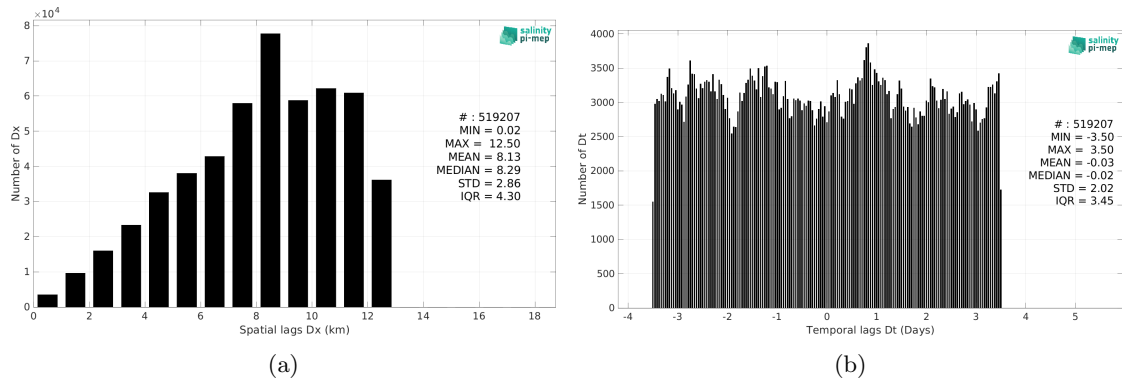 ×10⁴
8
7
6
5
4
3
2
1
0
Number of Dx
salinity
pi-mep
# : 519207
MIN = 0.02
MAX = 12.50
MEAN = 8.13
MEDIAN = 8.29
STD = 2.86
IQR = 4.30
0 2 4 6 8 10 12 14 16 18
Spatial lags Dx (km)
(a)
4000
3500
3000
2500
2000
1500
1000
500
0
Number of Dt
salinity
pi-mep
# : 519207
MIN = -3.50
MAX = 3.50
MEAN = -0.03
MEDIAN = -0.02
STD = 2.02
IQR = 3.45
-4 -3 -2 -1 0 1 2 3 4 5
Temporal lags Dt (Days)
(b)